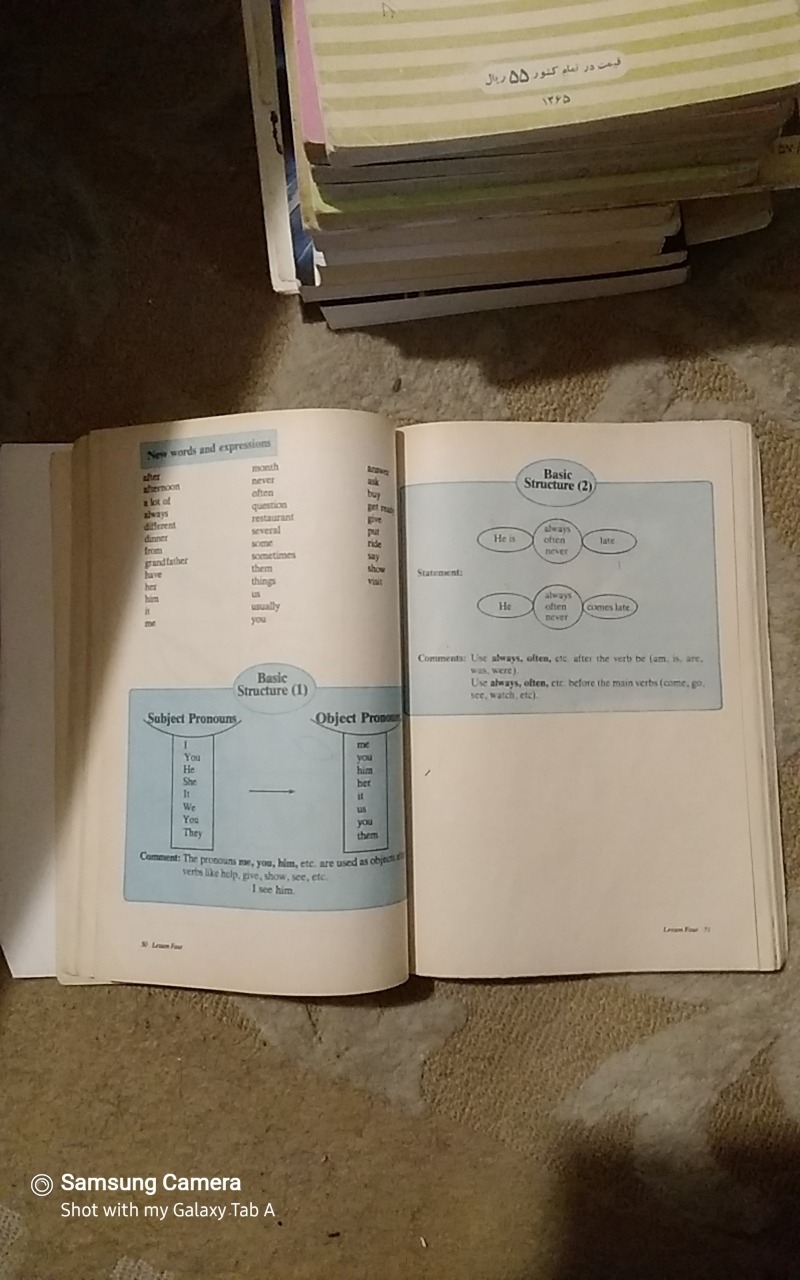 قیمت در تمام کشور ۵۵ ریال
۱۳۶۵
New words and expressions
after
afternoon
a lot of
always
different
dinner
from
grandfather
have
her
him
it
me
month
never
often
question
restaurant
several
some
sometimes
them
things
us
usually
you
answer
ask
buy
get
give
put
ride
say
show
visit
Basic
Structure (1)
Subject Pronouns
Object Pronouns
I
You
He
She
It
We
You
They
me
you
him
her
it
us
you
them
Comment: The pronouns me, you, him, etc. are used as objects
verbs like help, give, show, see, etc.
I see him.
50 Lesson Four
Basic
Structure (2)
Statement:
He is
always
often
never
late
He
always
often
never
comes late
Comments: Use always, often, etc. after the verb be (am, is, are,
was, were).
Use always, often, etc. before the main verbs (come, go,
see, watch, etc).
Lesson Four 51
Samsung Camera
Shot with my Galaxy Tab A